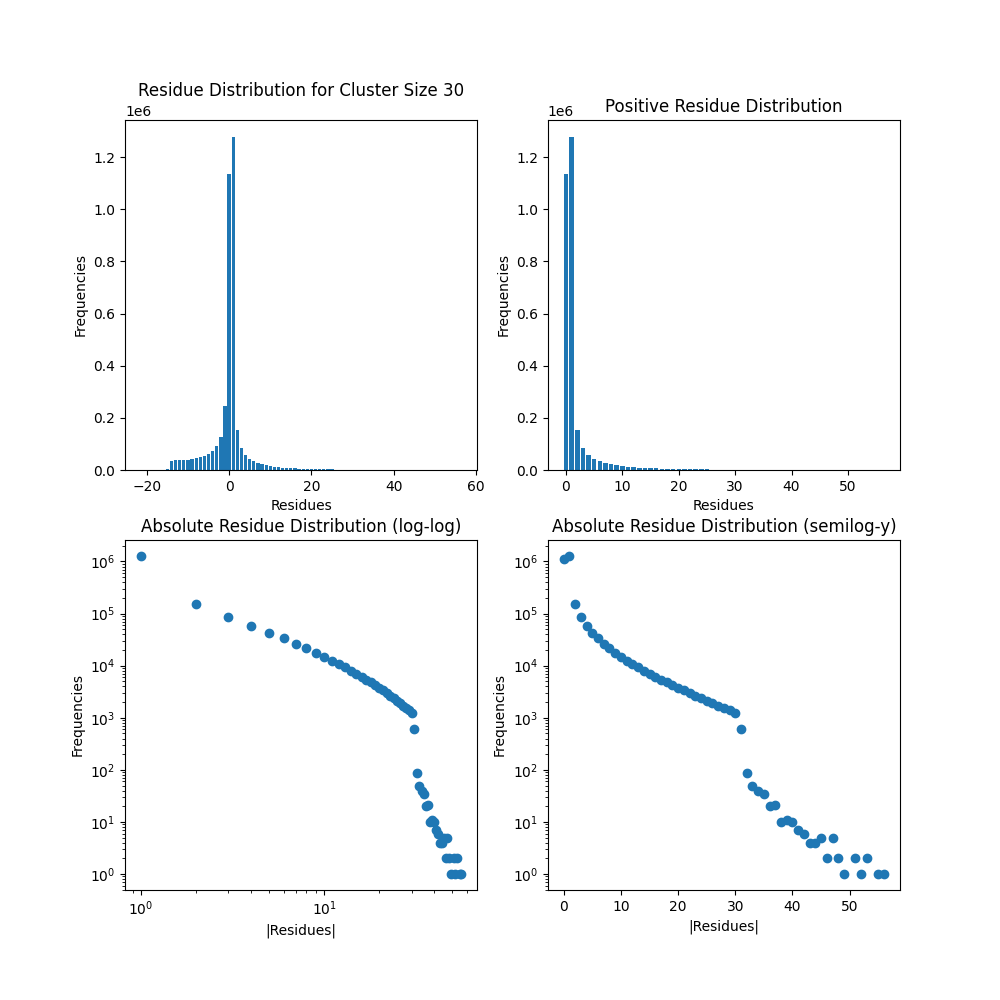 Residue Distribution for Cluster Size 30
1e6
1.2
1.0
0.8
0.6
0.4
0.2
0.0
Frequencies
−20 0 20 40 60
Residues
Positive Residue Distribution
1e6
1.2
1.0
0.8
0.6
0.4
0.2
0.0
Frequencies
0 10 20 30 40 50
Residues
Absolute Residue Distribution (log-log)
10^6
10^5
10^4
10^3
10^2
10^1
10^0
Frequencies
10^0 10^1
|Residues|
Absolute Residue Distribution (semilog-y)
10^6
10^5
10^4
10^3
10^2
10^1
10^0
Frequencies
0 10 20 30 40 50
|Residues|